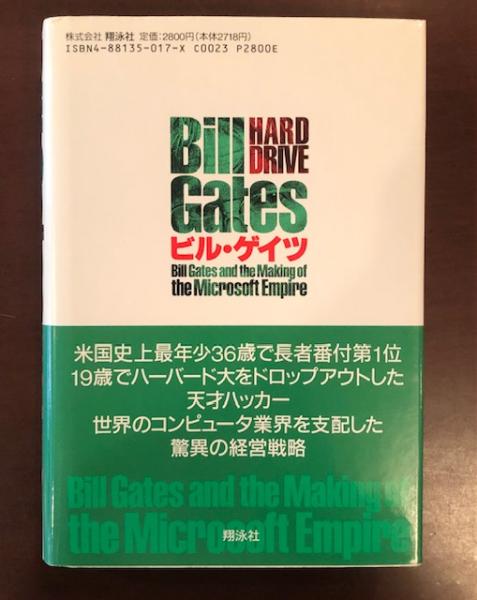 株式会社 翔泳社 定価:2800円(本体2718円)
ISBN4-88135-017-X C0023 P2800E
Bill HARD DRIVE
Gates
ビル・ゲイツ
Bill Gates and the Making of
the Microsoft Empire
米国史上最年少36歳で長者番付第1位
19歳でハーバード大をドロップアウトした
天才ハッカー
世界のコンピュータ業界を支配した
驚異の経営戦略
Bill Gates and the Making of
the Microsoft Empire
翔泳社